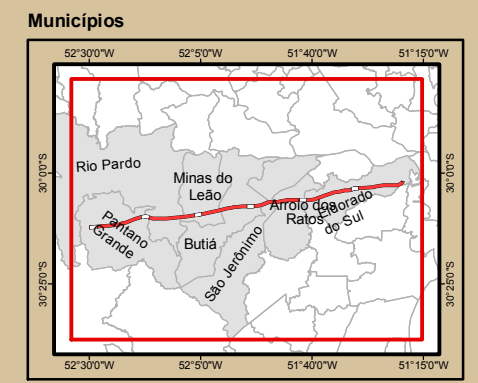 Municípios
52°30'0"W 52°5'0"W 51°40'0"W 51°15'0"W
30°0'0"S 30°0'0"S
Rio Pardo
Minas do
Leão
Arroio dos
Ratos
Eldorado
do Sul
Pantano
Grande
Butiá
São Jerônimo
30°25'0"S 30°25'0"S
52°30'0"W 52°5'0"W 51°40'0"W 51°15'0"W